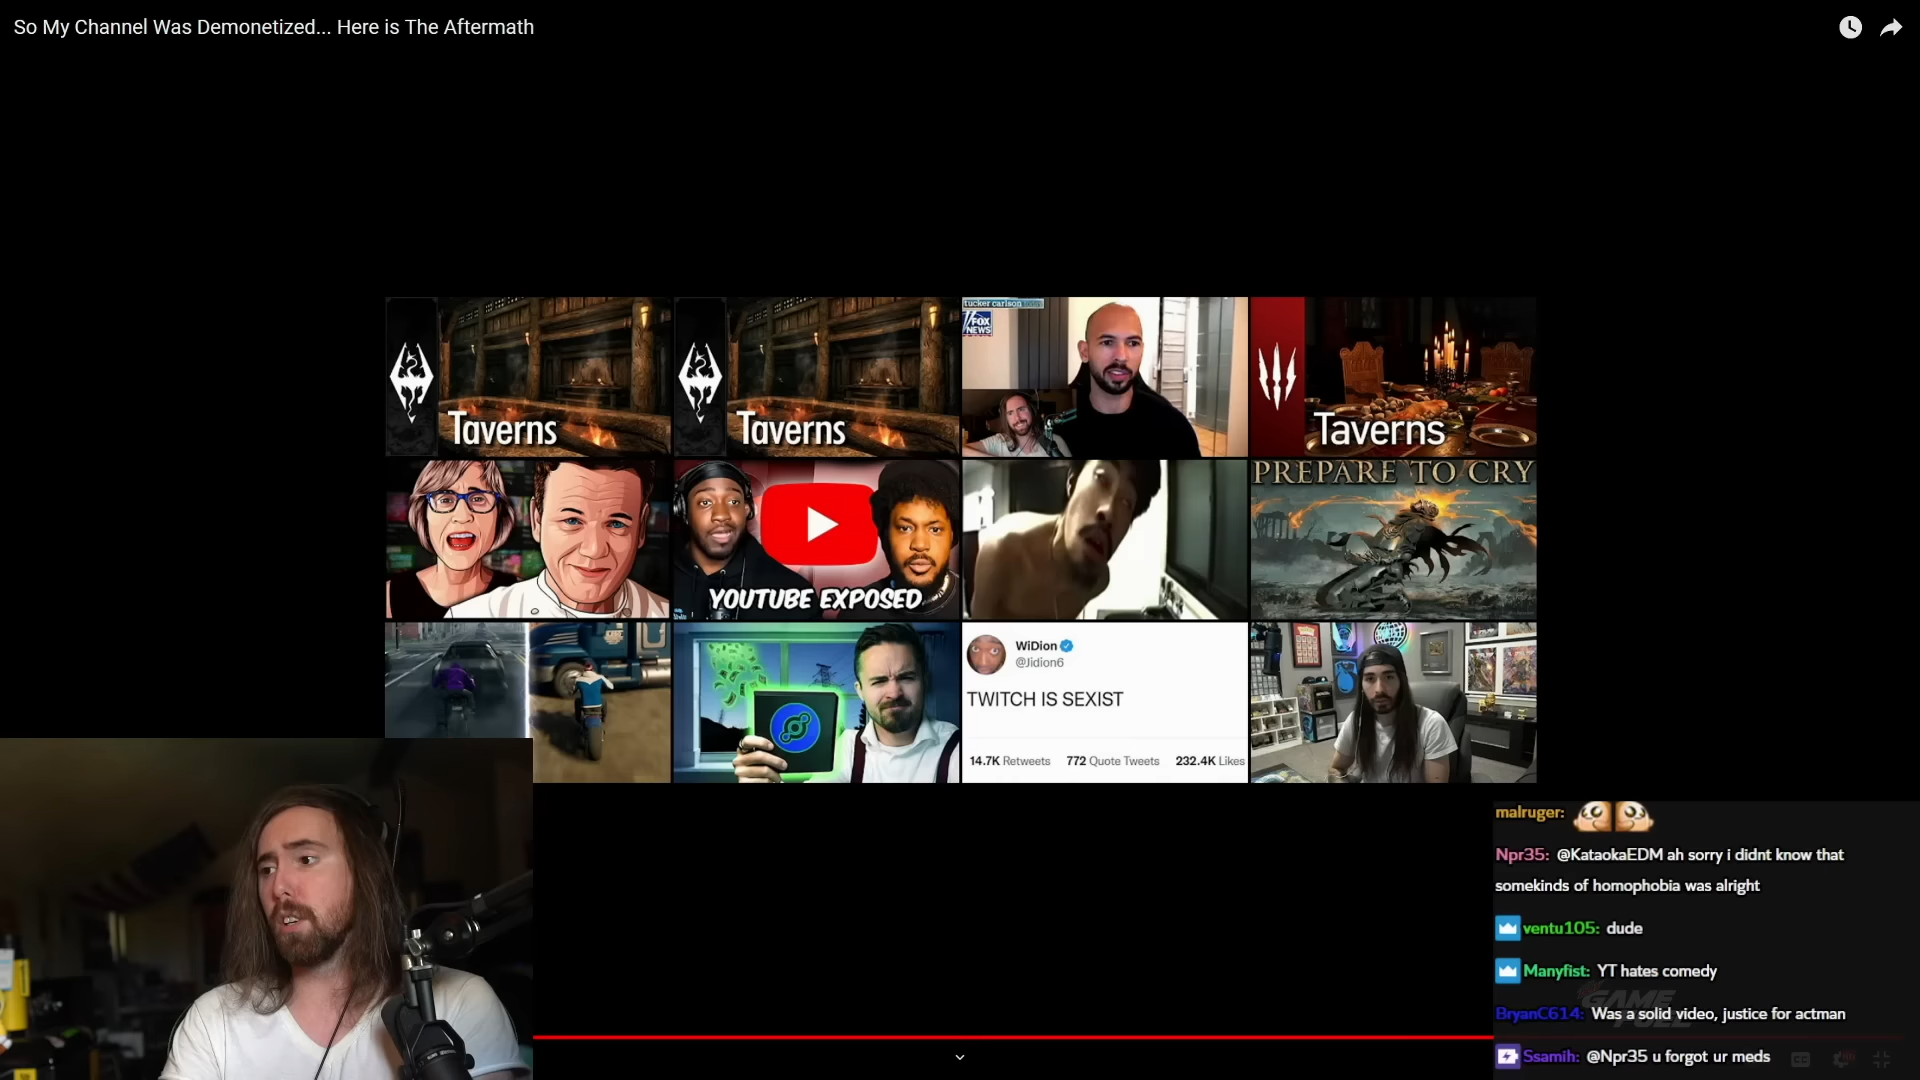 So My Channel Was Demonetized... Here is The Aftermath
tucker carlson
FOX
NEWS
Taverns
Taverns
Taverns
YOUTUBE EXPOSED
PREPARE TO CRY
WiDion
@Jidion6
TWITCH IS SEXIST
14.7K Retweets 772 Quote Tweets 232.4K Likes
malruger:
Npr35: @KataokaEDM ah sorry i didnt know that
somekinds of homophobia was alright
ventu105: dude
Manyfist: YT hates comedy
BryanC614: Was a solid video, justice for actman
Ssamih: @Npr35 u forgot ur meds
GAME
FUEL